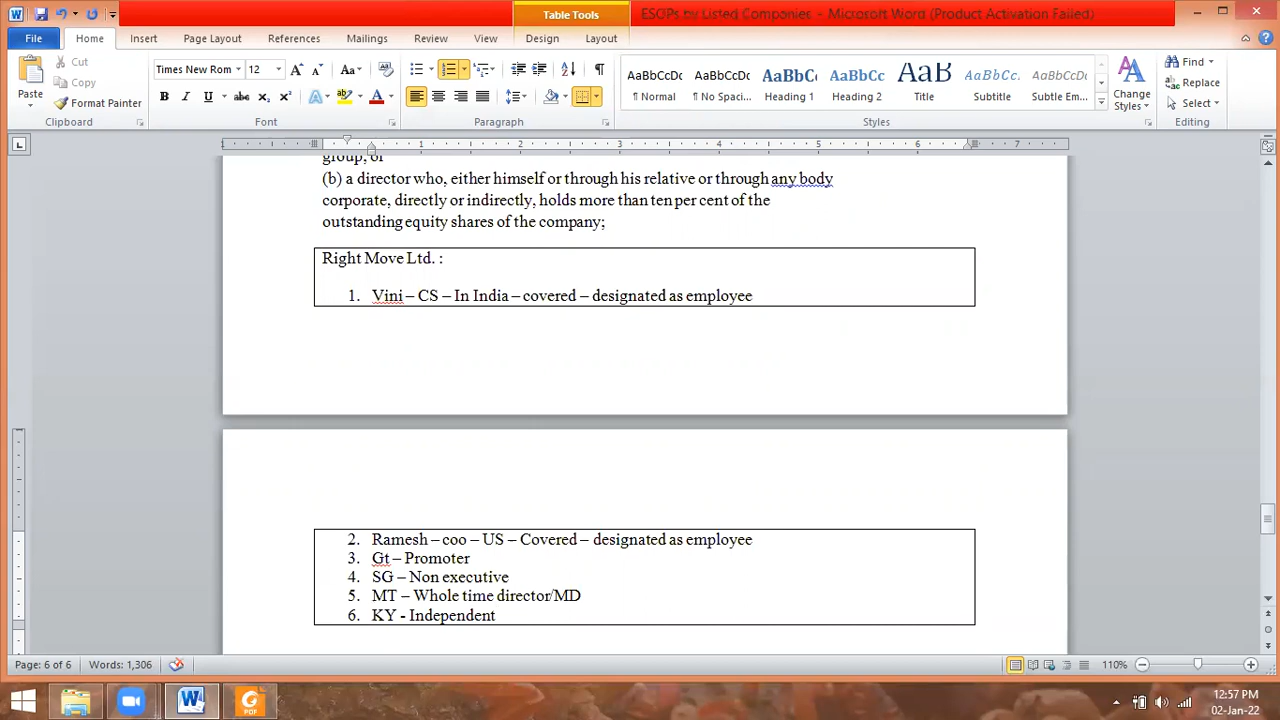 ESOPs by Listed Companies - Microsoft Word (Product Activation Failed)
Table Tools
File Home Insert Page Layout References Mailings Review View Design Layout
Paste
Cut
Copy
Format Painter
Clipboard
Times New Rom 12
Font
Paragraph
AaBbCcDc AaBbCcDc AaBbCc AaBbCc AaB AaBbCc. AaBbCcDc
¶ Normal ¶ No Spaci... Heading 1 Heading 2 Title Subtitle Subtle Em...
Styles
Change Styles
Find
Replace
Select
Editing
group, or
(b) a director who, either himself or through his relative or through any body
corporate, directly or indirectly, holds more than ten per cent of the
outstanding equity shares of the company;
Right Move Ltd. :
1. Vini – CS – In India – covered – designated as employee
2. Ramesh – coo – US – Covered – designated as employee
3. Gt – Promoter
4. SG – Non executive
5. MT – Whole time director/MD
6. KY - Independent
Page: 6 of 6 Words: 1,306 110%
12:57 PM
02-Jan-22